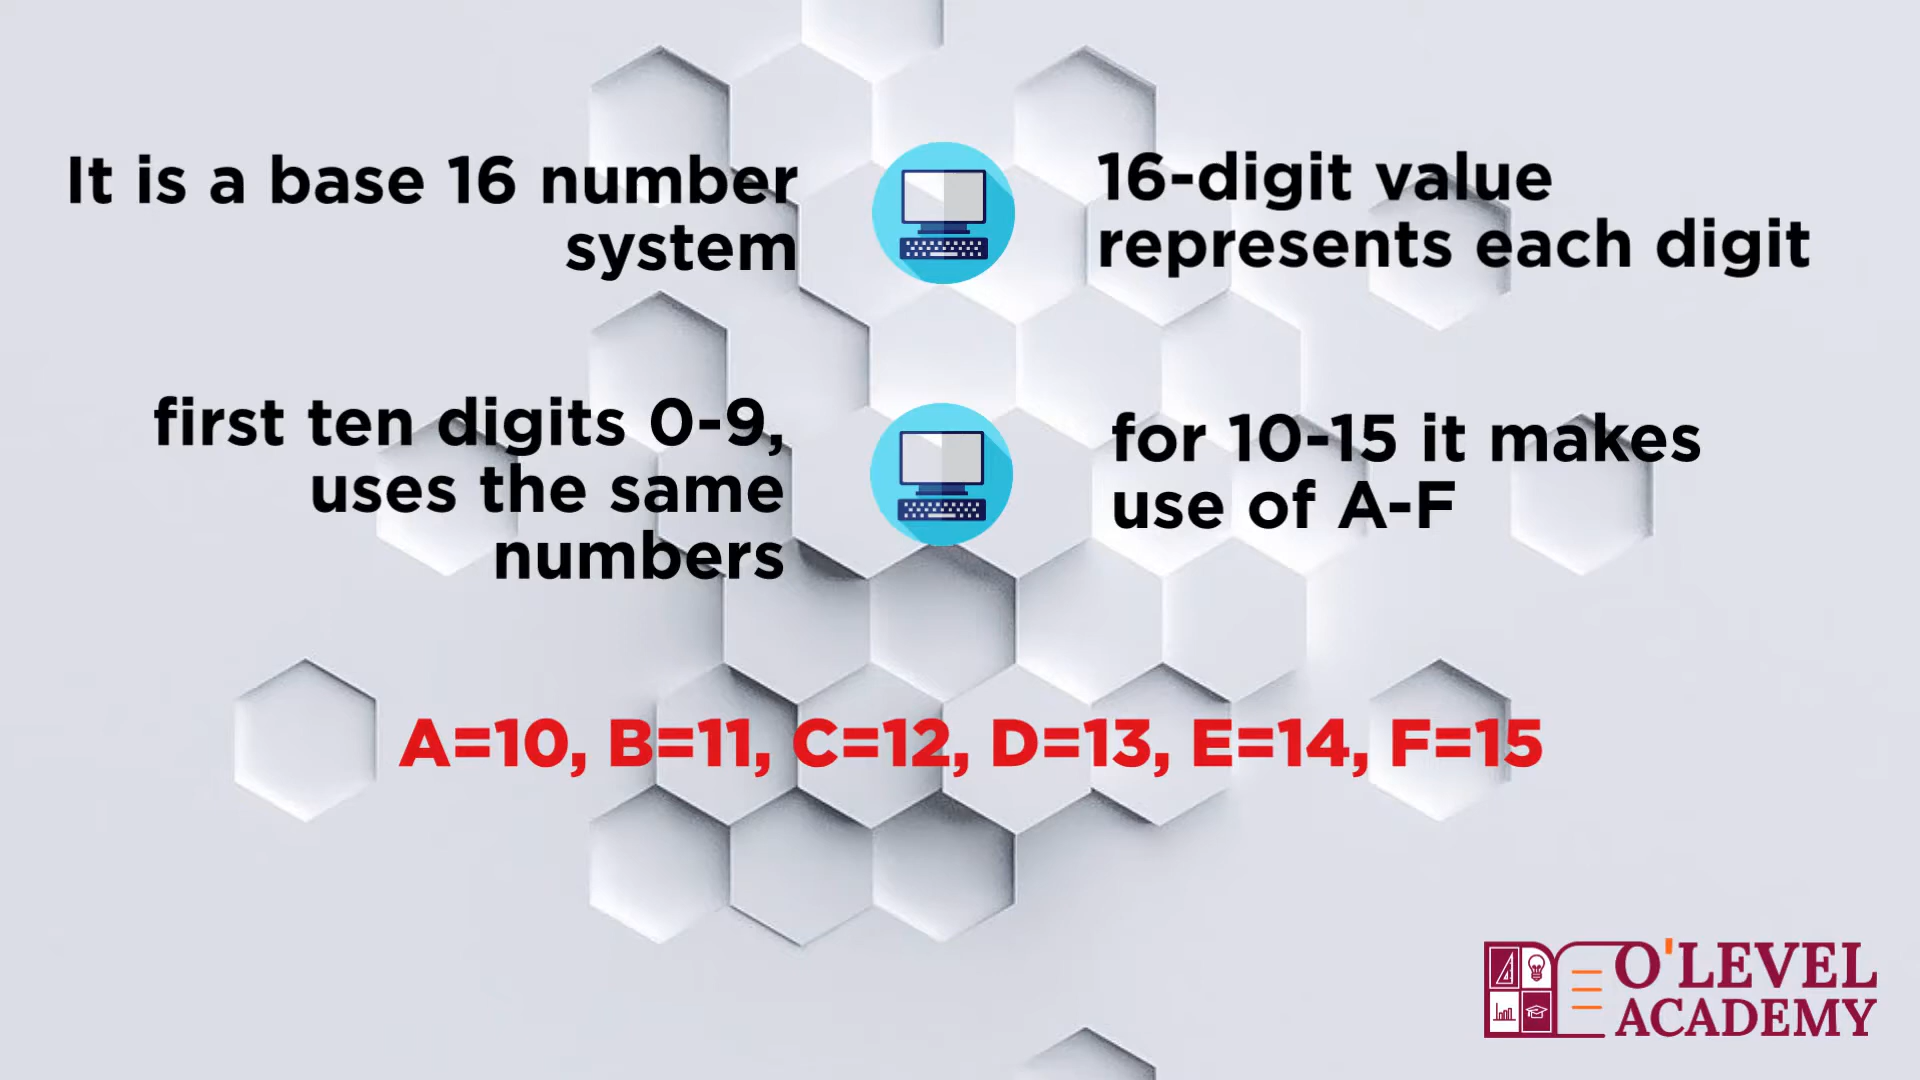 It is a base 16 number
system
16-digit value
represents each digit
first ten digits 0-9,
uses the same
numbers
for 10-15 it makes
use of A-F
A=10, B=11, C=12, D=13, E=14, F=15
O'LEVEL
ACADEMY